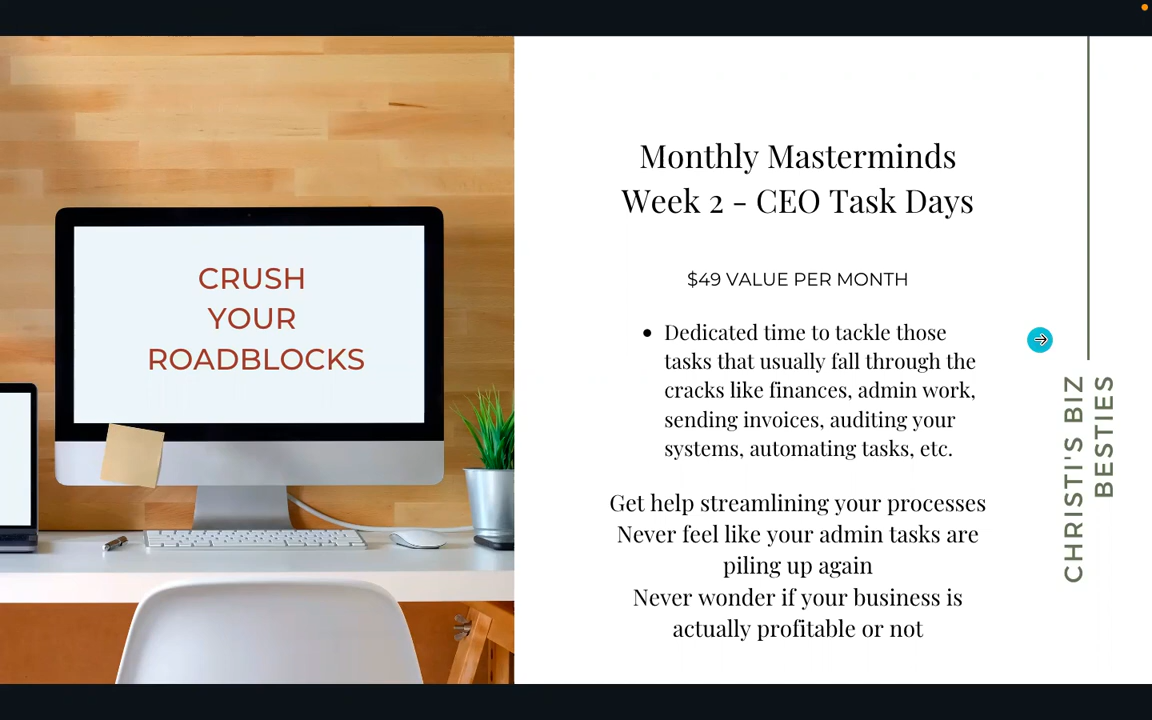 CRUSH
YOUR
ROADBLOCKS
Monthly Masterminds
Week 2 - CEO Task Days
$49 VALUE PER MONTH
• Dedicated time to tackle those
tasks that usually fall through the
cracks like finances, admin work,
sending invoices, auditing your
systems, automating tasks, etc.
Get help streamlining your processes
Never feel like your admin tasks are
piling up again
Never wonder if your business is
actually profitable or not
CHRISTI'S BIZ
BESTIES